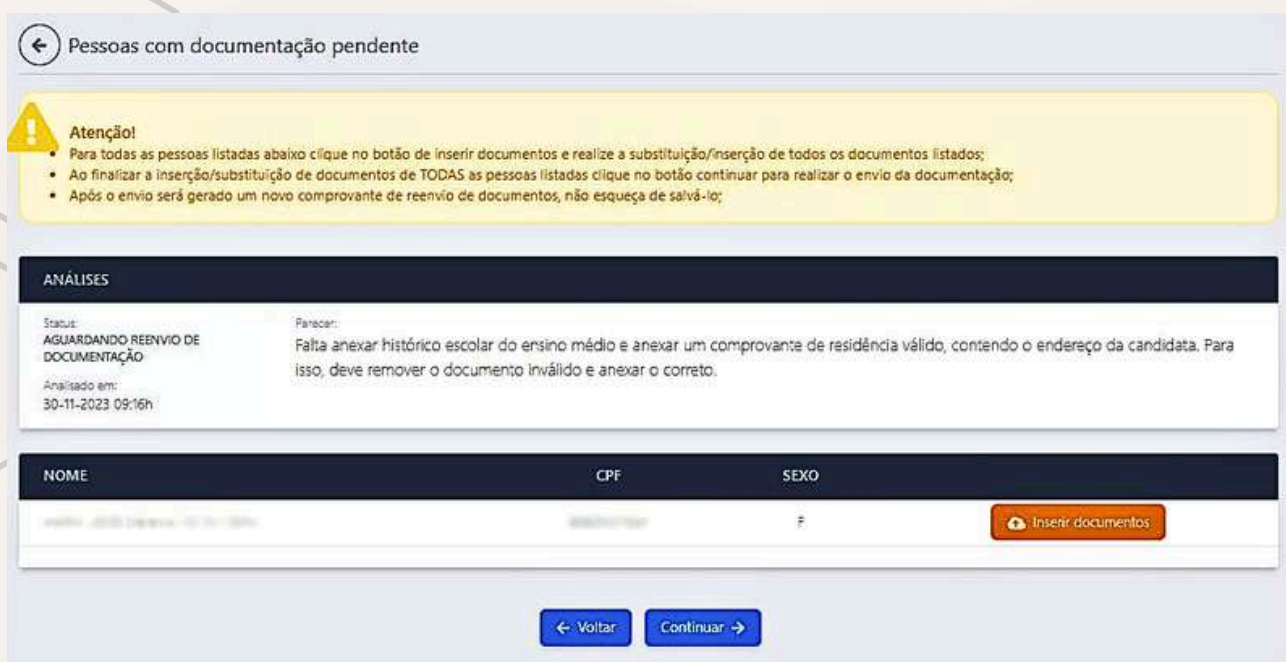 Pessoas com documentação pendente
Atenção!
• Para todas as pessoas listadas abaixo clique no botão de inserir documentos e realize a substituição/inserção de todos os documentos listados;
• Ao finalizar a inserção/substituição de documentos de TODAS as pessoas listadas clique no botão continuar para realizar o envio da documentação;
• Após o envio será gerado um novo comprovante de reenvio de documentos, não esqueça de salvá-lo;
ANÁLISES
Status:
AGUARDANDO REENVIO DE
DOCUMENTAÇÃO
Analisado em:
30-11-2023 09:16h
Parecer:
Falta anexar histórico escolar do ensino médio e anexar um comprovante de residência válido, contendo o endereço da candidata. Para
isso, deve remover o documento inválido e anexar o correto.
NOME CPF SEXO
F Inserir documentos
← Voltar Continuar →